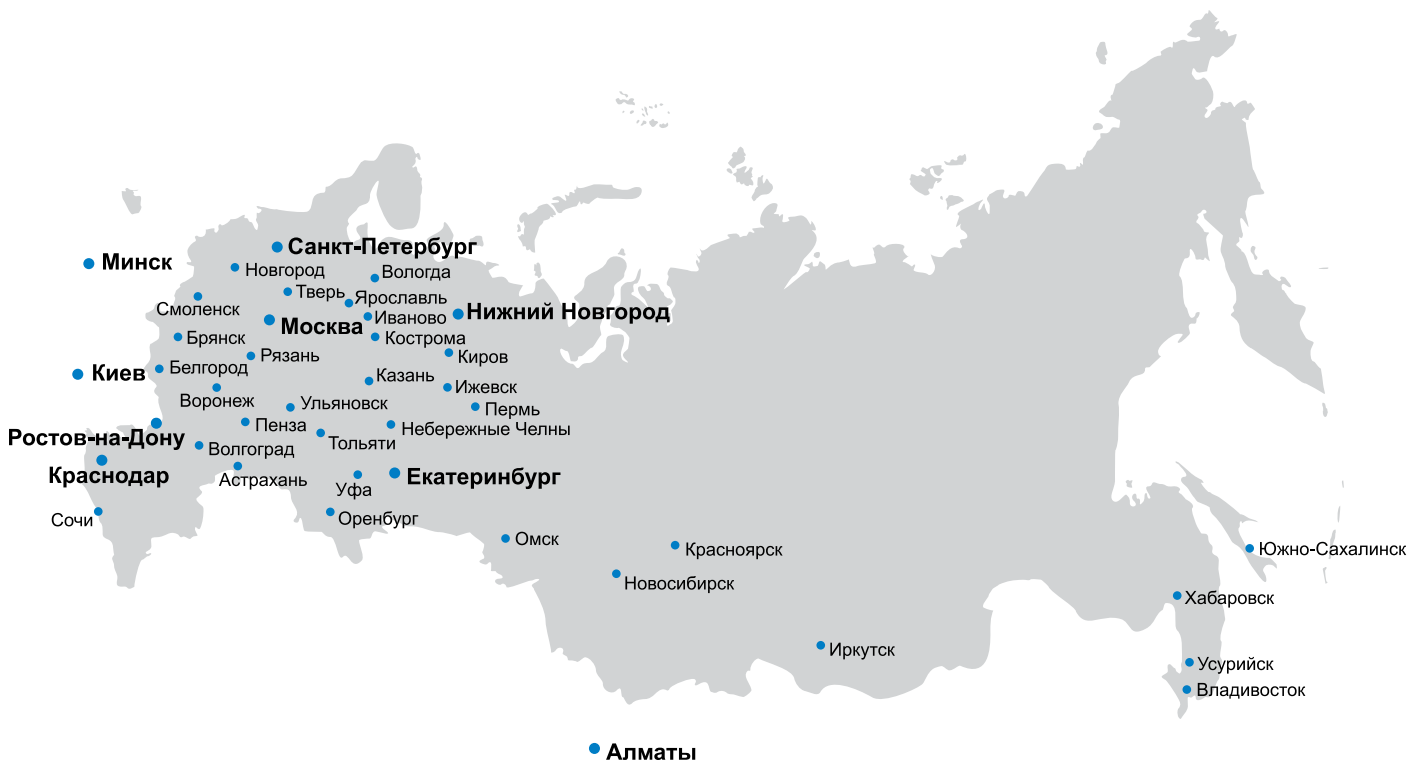 Санкт-Петербург
Минск
Новгород
Вологда
Тверь
Ярославль
Смоленск
Нижний Новгород
Иваново
Москва
Брянск
Кострома
Рязань
Киров
Белгород
Киев
Казань
Ижевск
Воронеж
Ульяновск
Пермь
Пенза
Небережные Челны
Ростов-на-Дону
Тольяти
Волгоград
Краснодар
Астрахань
Екатеринбург
Уфа
Сочи
Оренбург
Омск
Красноярск
Южно-Сахалинск
Новосибирск
Хабаровск
Иркутск
Усурийск
Владивосток
Алматы